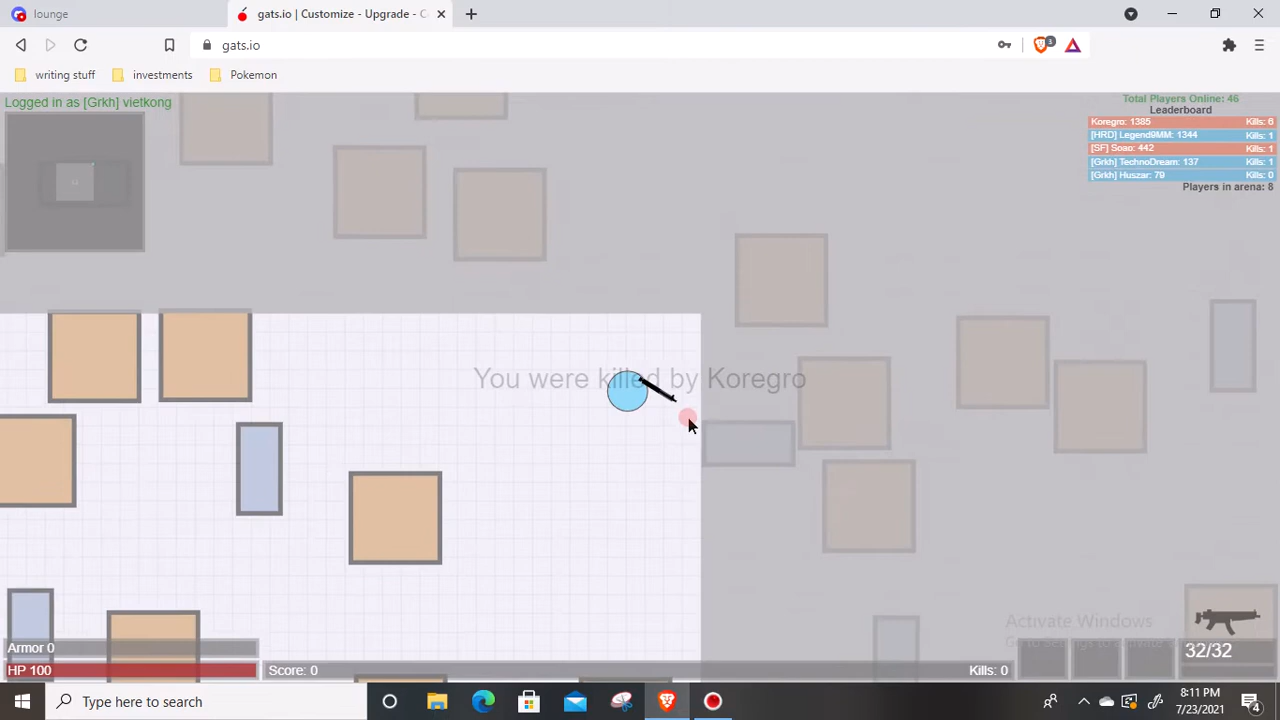 lounge
gats.io | Customize - Upgrade - C
gats.io
3
writing stuff
investments
Pokemon
Logged in as [Grkh] vietkong
Total Players Online: 46
Leaderboard
Koregro: 1385 Kills: 6
[HRD] Legend9MM: 1344 Kills: 1
[SF] Soao: 442 Kills: 1
[Grkh] TechnoDream: 137 Kills: 1
[Grkh] Huszar: 79 Kills: 0
Players in arena: 8
You were killed by Koregro
Activate Windows
Armor 0
32/32
HP 100
Score: 0
Kills: 0
Type here to search
8:11 PM
7/23/2021
4